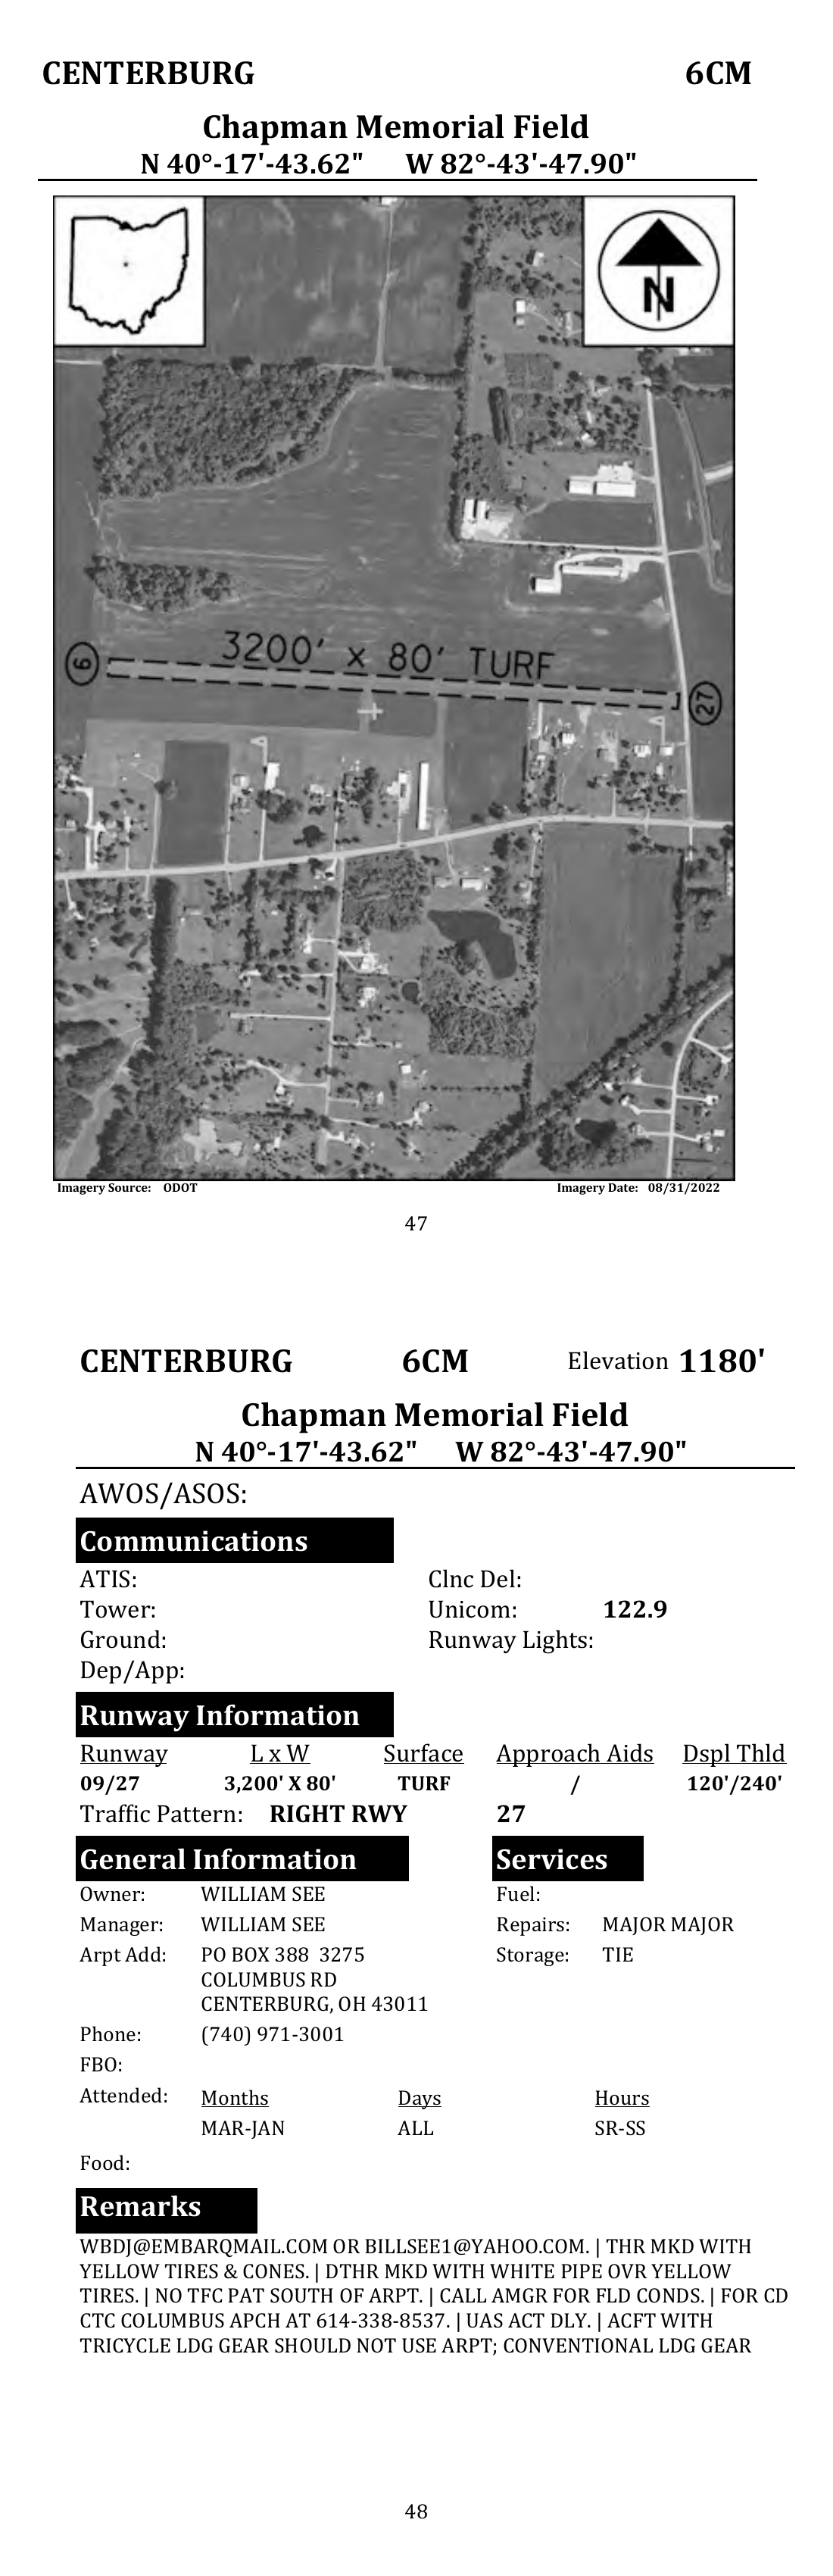 CENTERBURG 6CM
Chapman Memorial Field
N 40°-17'-43.62" W 82°-43'-47.90"
N
3200' x 80' TURF
9
27
Imagery Source: ODOT Imagery Date: 08/31/2022
47
CENTERBURG 6CM Elevation 1180'
Chapman Memorial Field
N 40°-17'-43.62" W 82°-43'-47.90"
AWOS/ASOS:
Communications
ATIS: Clnc Del:
Tower: Unicom: 122.9
Ground: Runway Lights:
Dep/App:
Runway Information
Runway L x W Surface Approach Aids Dspl Thld
09/27 3,200' X 80' TURF / 120'/240'
Traffic Pattern: RIGHT RWY 27
General Information Services
Owner: WILLIAM SEE Fuel:
Manager: WILLIAM SEE Repairs: MAJOR MAJOR
Arpt Add: PO BOX 388 3275 Storage: TIE
COLUMBUS RD
CENTERBURG, OH 43011
Phone: (740) 971-3001
FBO:
Attended: Months Days Hours
MAR-JAN ALL SR-SS
Food:
Remarks
WBDJ@EMBARQMAIL.COM OR BILLSEE1@YAHOO.COM. | THR MKD WITH
YELLOW TIRES & CONES. | DTHR MKD WITH WHITE PIPE OVR YELLOW
TIRES. | NO TFC PAT SOUTH OF ARPT. | CALL AMGR FOR FLD CONDS. | FOR CD
CTC COLUMBUS APCH AT 614-338-8537. | UAS ACT DLY. | ACFT WITH
TRICYCLE LDG GEAR SHOULD NOT USE ARPT; CONVENTIONAL LDG GEAR
48